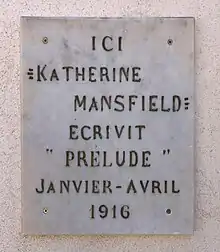 ICI
KATHERINE
MANSFIELD
ECRIVIT
" PRELUDE "
JANVIER-AVRIL
1916